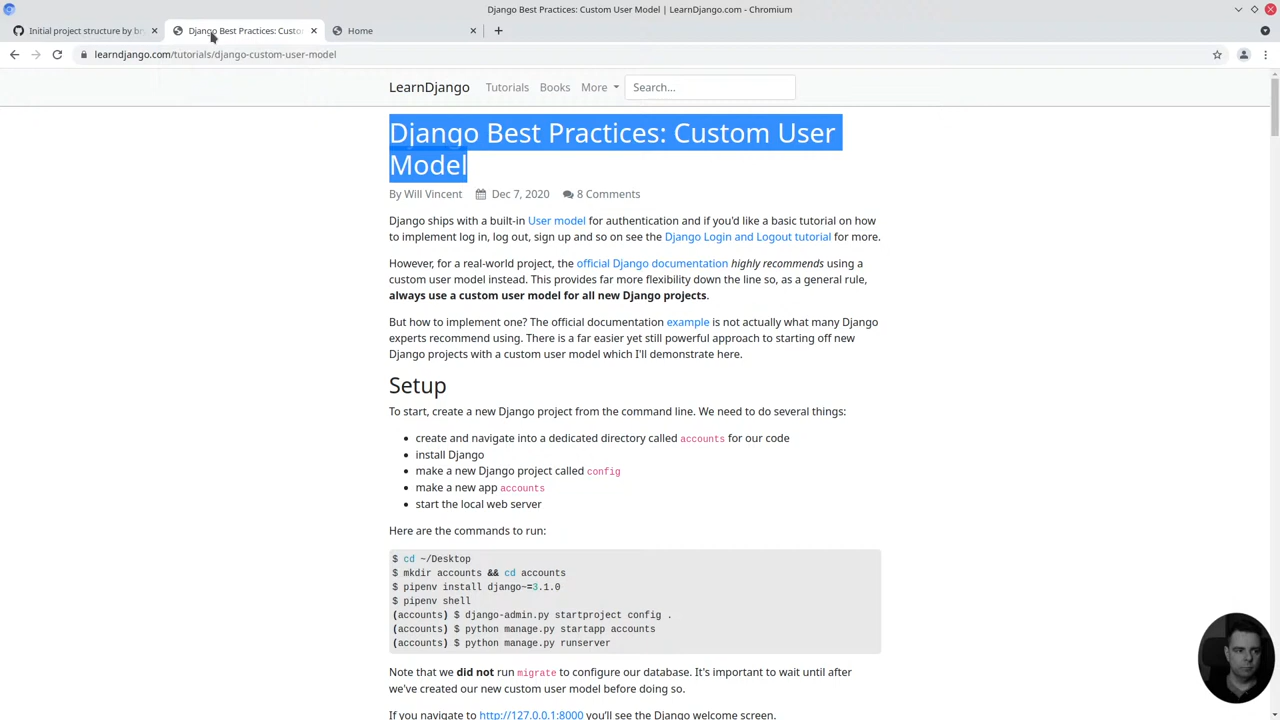 Django Best Practices: Custom User Model | LearnDjango.com - Chromium
Initial project structure by br
Django Best Practices: Custo
Home
learndjango.com/tutorials/django-custom-user-model
LearnDjango Tutorials Books More Search...
Django Best Practices: Custom User
Model
By Will Vincent Dec 7, 2020 8 Comments
Django ships with a built-in User model for authentication and if you'd like a basic tutorial on how
to implement log in, log out, sign up and so on see the Django Login and Logout tutorial for more.
However, for a real-world project, the official Django documentation highly recommends using a
custom user model instead. This provides far more flexibility down the line so, as a general rule,
always use a custom user model for all new Django projects.
But how to implement one? The official documentation example is not actually what many Django
experts recommend using. There is a far easier yet still powerful approach to starting off new
Django projects with a custom user model which I'll demonstrate here.
Setup
To start, create a new Django project from the command line. We need to do several things:
• create and navigate into a dedicated directory called accounts for our code
• install Django
• make a new Django project called config
• make a new app accounts
• start the local web server
Here are the commands to run:
$ cd ~/Desktop
$ mkdir accounts && cd accounts
$ pipenv install django~=3.1.0
$ pipenv shell
(accounts) $ django-admin.py startproject config .
(accounts) $ python manage.py startapp accounts
(accounts) $ python manage.py runserver
Note that we did not run migrate to configure our database. It's important to wait until after
we've created our new custom user model before doing so.
If you navigate to http://127.0.0.1:8000 you'll see the Django welcome screen.